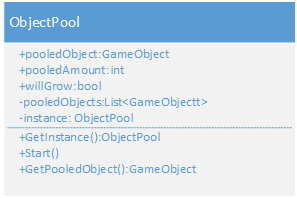 ObjectPool
+pooledObject:GameObject
+pooledAmount:int
+willGrow:bool
-pooledObjects:List<GameObjectt>
-instance: ObjectPool
+GetInstance():ObjectPool
+Start()
+GetPooledObject():GameObject